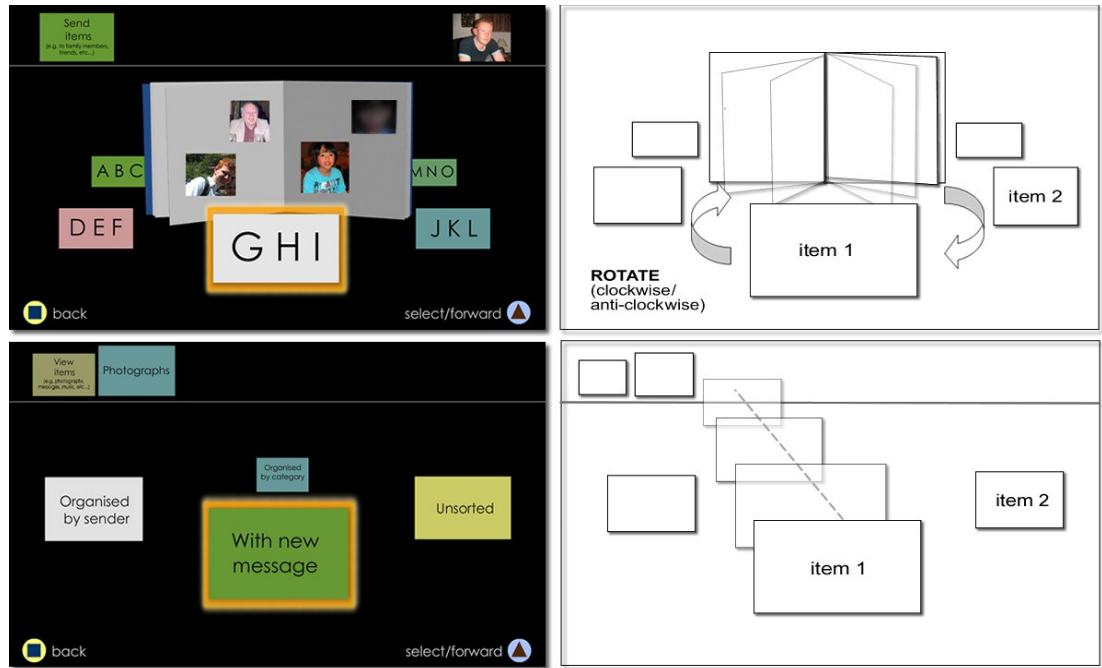 Send
items
(e.g. to family members,
friends, etc...)
A B C
MNO
D E F
J K L
G H I
back
select/forward
item 2
item 1
ROTATE
(clockwise/
anti-clockwise)
View
items
(e.g. photographs,
messages, music, etc...)
Photographs
Organised
by category
Organised
by sender
Unsorted
With new
message
back
select/forward
item 2
item 1